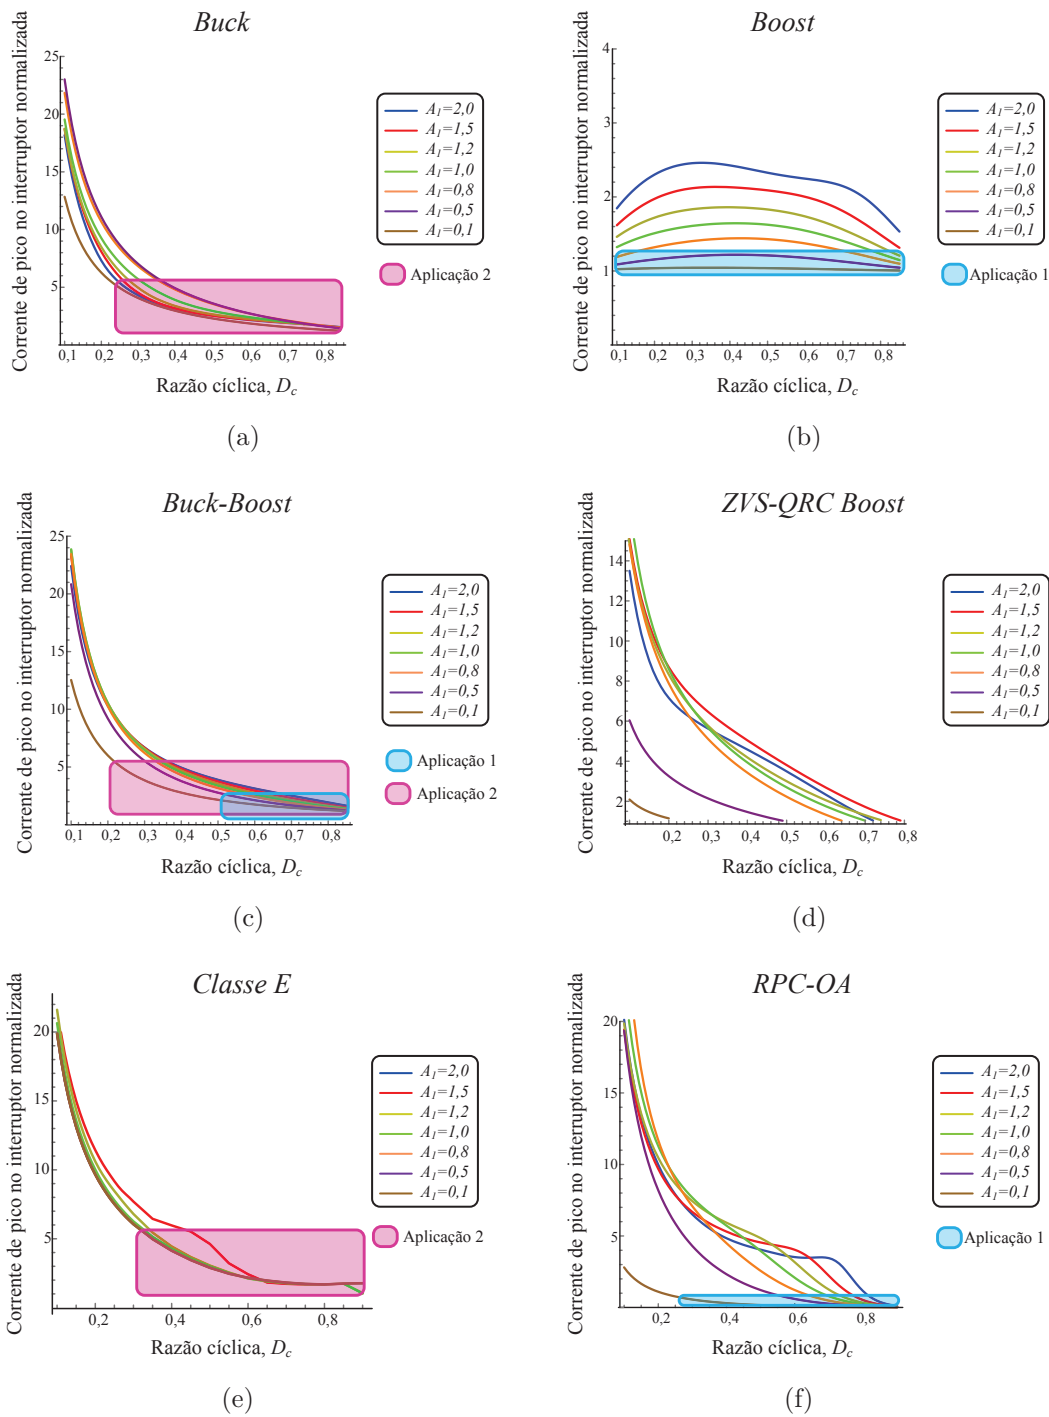 Buck
Corrente de pico no interruptor normalizada
25
20
15
10
5
0,1 0,2 0,3 0,4 0,5 0,6 0,7 0,8
Razão cíclica, Dc
A1=2,0
A1=1,5
A1=1,2
A1=1,0
A1=0,8
A1=0,5
A1=0,1
Aplicação 2
(a)
Boost
Corrente de pico no interruptor normalizada
4
3
2
1
0,1 0,2 0,3 0,4 0,5 0,6 0,7 0,8
Razão cíclica, Dc
A1=2,0
A1=1,5
A1=1,2
A1=1,0
A1=0,8
A1=0,5
A1=0,1
Aplicação 1
(b)
Buck-Boost
Corrente de pico no interruptor normalizada
25
20
15
10
5
0,1 0,2 0,3 0,4 0,5 0,6 0,7 0,8
Razão cíclica, Dc
A1=2,0
A1=1,5
A1=1,2
A1=1,0
A1=0,8
A1=0,5
A1=0,1
Aplicação 1
Aplicação 2
(c)
ZVS-QRC Boost
Corrente de pico no interruptor normalizada
14
12
10
8
6
4
2
0,2 0,3 0,4 0,5 0,6 0,7 0,8
Razão cíclica, Dc
A1=2,0
A1=1,5
A1=1,2
A1=1,0
A1=0,8
A1=0,5
A1=0,1
(d)
Classe E
Corrente de pico no interruptor normalizada
20
15
10
5
0,2 0,4 0,6 0,8
Razão cíclica, Dc
A1=2,0
A1=1,5
A1=1,2
A1=1,0
A1=0,8
A1=0,5
A1=0,1
Aplicação 2
(e)
RPC-OA
Corrente de pico no interruptor normalizada
20
15
10
5
0,2 0,4 0,6 0,8
Razão cíclica, Dc
A1=2,0
A1=1,5
A1=1,2
A1=1,0
A1=0,8
A1=0,5
A1=0,1
Aplicação 1
(f)